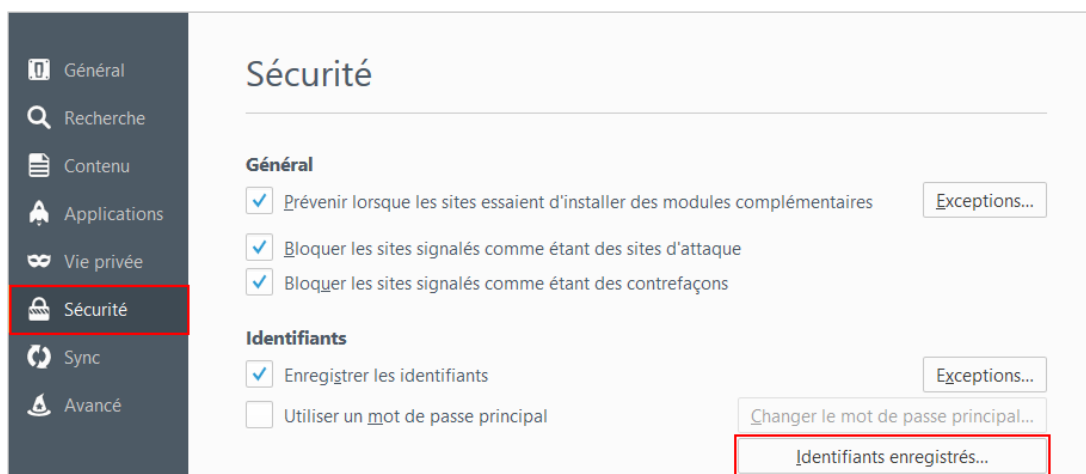 Général
Recherche
Contenu
Applications
Vie privée
Sécurité
Sync
Avancé
Sécurité
Général
Prévenir lorsque les sites essaient d'installer des modules complémentaires
Exceptions...
Bloquer les sites signalés comme étant des sites d'attaque
Bloquer les sites signalés comme étant des contrefaçons
Identifiants
Enregistrer les identifiants
Exceptions...
Utiliser un mot de passe principal
Changer le mot de passe principal...
Identifiants enregistrés...